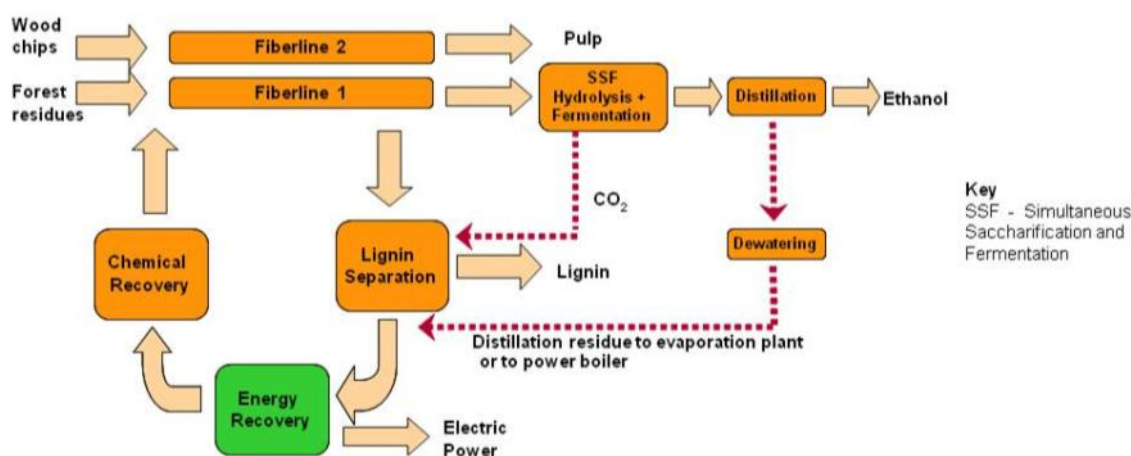 Wood
chips
Fiberline 2
Pulp
Forest
residues
Fiberline 1
SSF
Hydrolysis +
Fermentation
Distillation
Ethanol
CO2
Key
SSF - Simultaneous
Saccharification and
Fermentation
Chemical
Recovery
Lignin
Separation
Lignin
Dewatering
Distillation residue to evaporation plant
or to power boiler
Energy
Recovery
Electric
Power